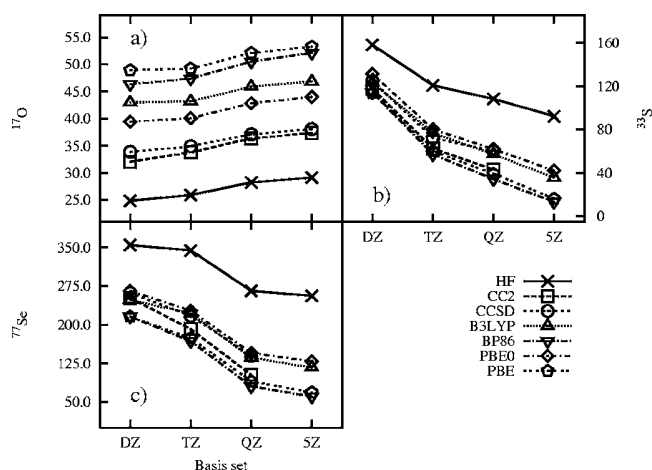 a)
55.0
50.0
45.0
40.0
35.0
30.0
25.0
17O
b)
160
120
80
40
0
33S
DZ TZ QZ 5Z
c)
350.0
275.0
200.0
125.0
50.0
77Se
DZ TZ QZ 5Z
Basis set
HF
CC2
CCSD
B3LYP
BP86
PBE0
PBE